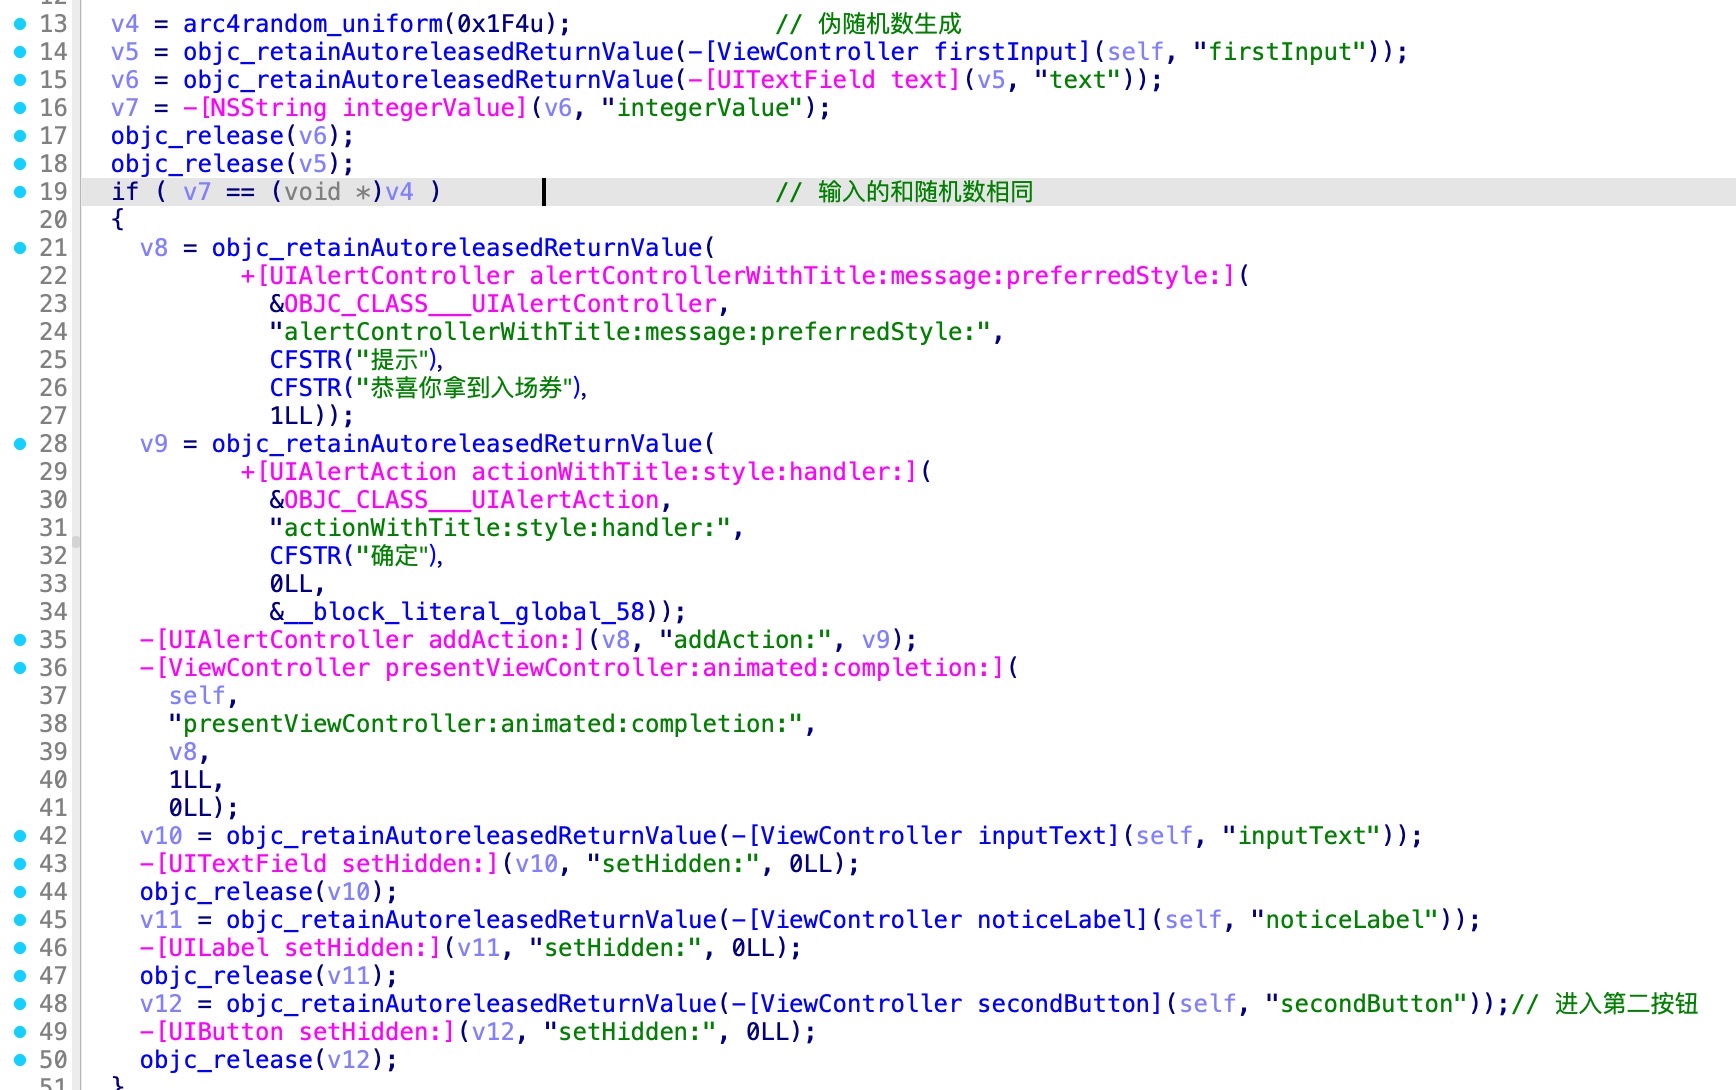 13 v4 = arc4random_uniform(0x1F4u); // 伪随机数生成
14 v5 = objc_retainAutoreleasedReturnValue(-[ViewController firstInput](self, "firstInput"));
15 v6 = objc_retainAutoreleasedReturnValue(-[UITextField text](v5, "text"));
16 v7 = -[NSString integerValue](v6, "integerValue");
17 objc_release(v6);
18 objc_release(v5);
19 if ( v7 == (void *)v4 ) // 输入的和随机数相同
20 {
21 v8 = objc_retainAutoreleasedReturnValue(
22 +[UIAlertController alertControllerWithTitle:message:preferredStyle:](
23 &OBJC_CLASS___UIAlertController,
24 "alertControllerWithTitle:message:preferredStyle:",
25 CFSTR("提示"),
26 CFSTR("恭喜你拿到入场券"),
27 1LL));
28 v9 = objc_retainAutoreleasedReturnValue(
29 +[UIAlertAction actionWithTitle:style:handler:](
30 &OBJC_CLASS___UIAlertAction,
31 "actionWithTitle:style:handler:",
32 CFSTR("确定"),
33 0LL,
34 &__block_literal_global_58));
35 -[UIAlertController addAction:](v8, "addAction:", v9);
36 -[ViewController presentViewController:animated:completion:](
37 self,
38 "presentViewController:animated:completion:",
39 v8,
40 1LL,
41 0LL);
42 v10 = objc_retainAutoreleasedReturnValue(-[ViewController inputText](self, "inputText"));
43 -[UITextField setHidden:](v10, "setHidden:", 0LL);
44 objc_release(v10);
45 v11 = objc_retainAutoreleasedReturnValue(-[ViewController noticeLabel](self, "noticeLabel"));
46 -[UILabel setHidden:](v11, "setHidden:", 0LL);
47 objc_release(v11);
48 v12 = objc_retainAutoreleasedReturnValue(-[ViewController secondButton](self, "secondButton"));// 进入第二按钮
49 -[UIButton setHidden:](v12, "setHidden:", 0LL);
50 objc_release(v12);
51 }